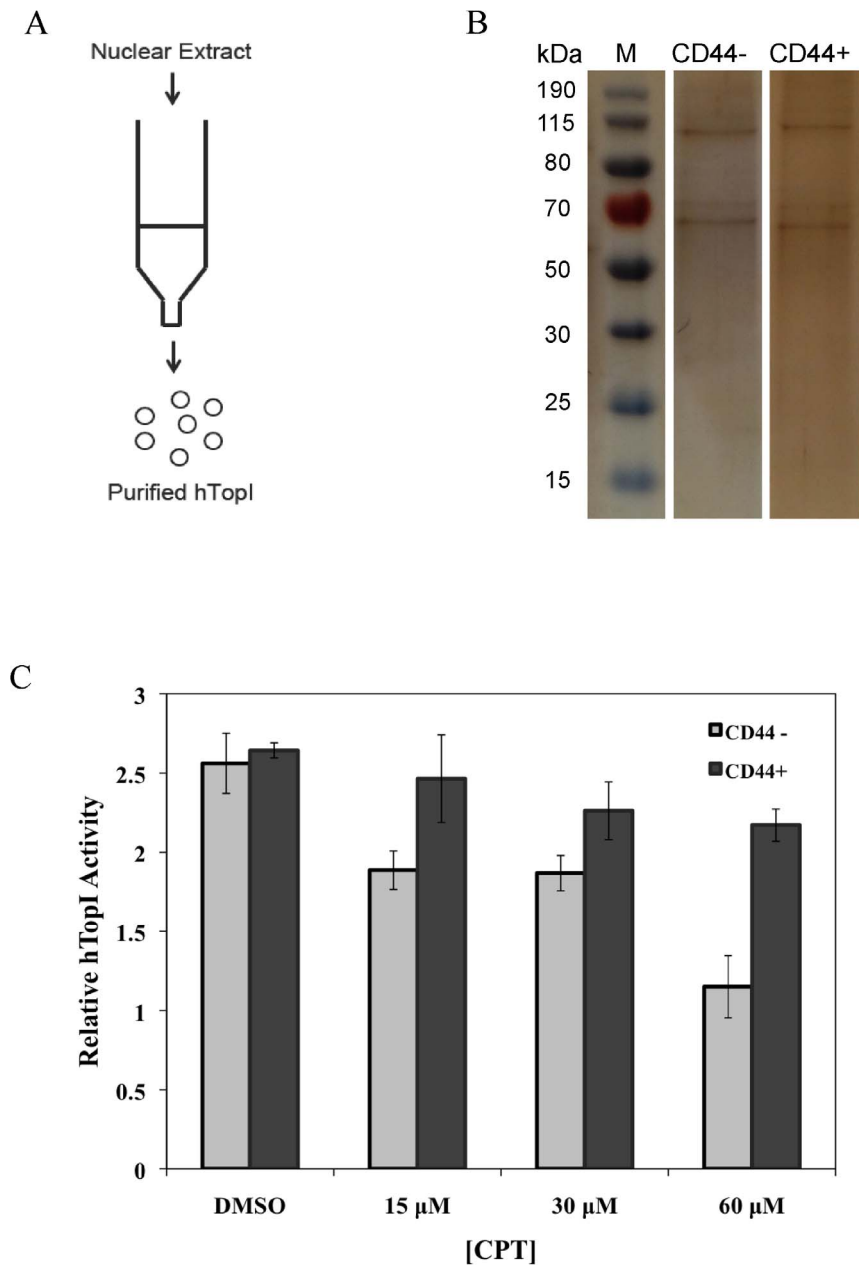 A
Nuclear Extract
Purified hTopI
B
kDa M CD44- CD44+
190
115
80
70
50
30
25
15
C
3
2.5
2
1.5
1
0.5
0
Relative hTopI Activity
CD44 -
CD44+
DMSO 15 µM 30 µM 60 µM
[CPT]